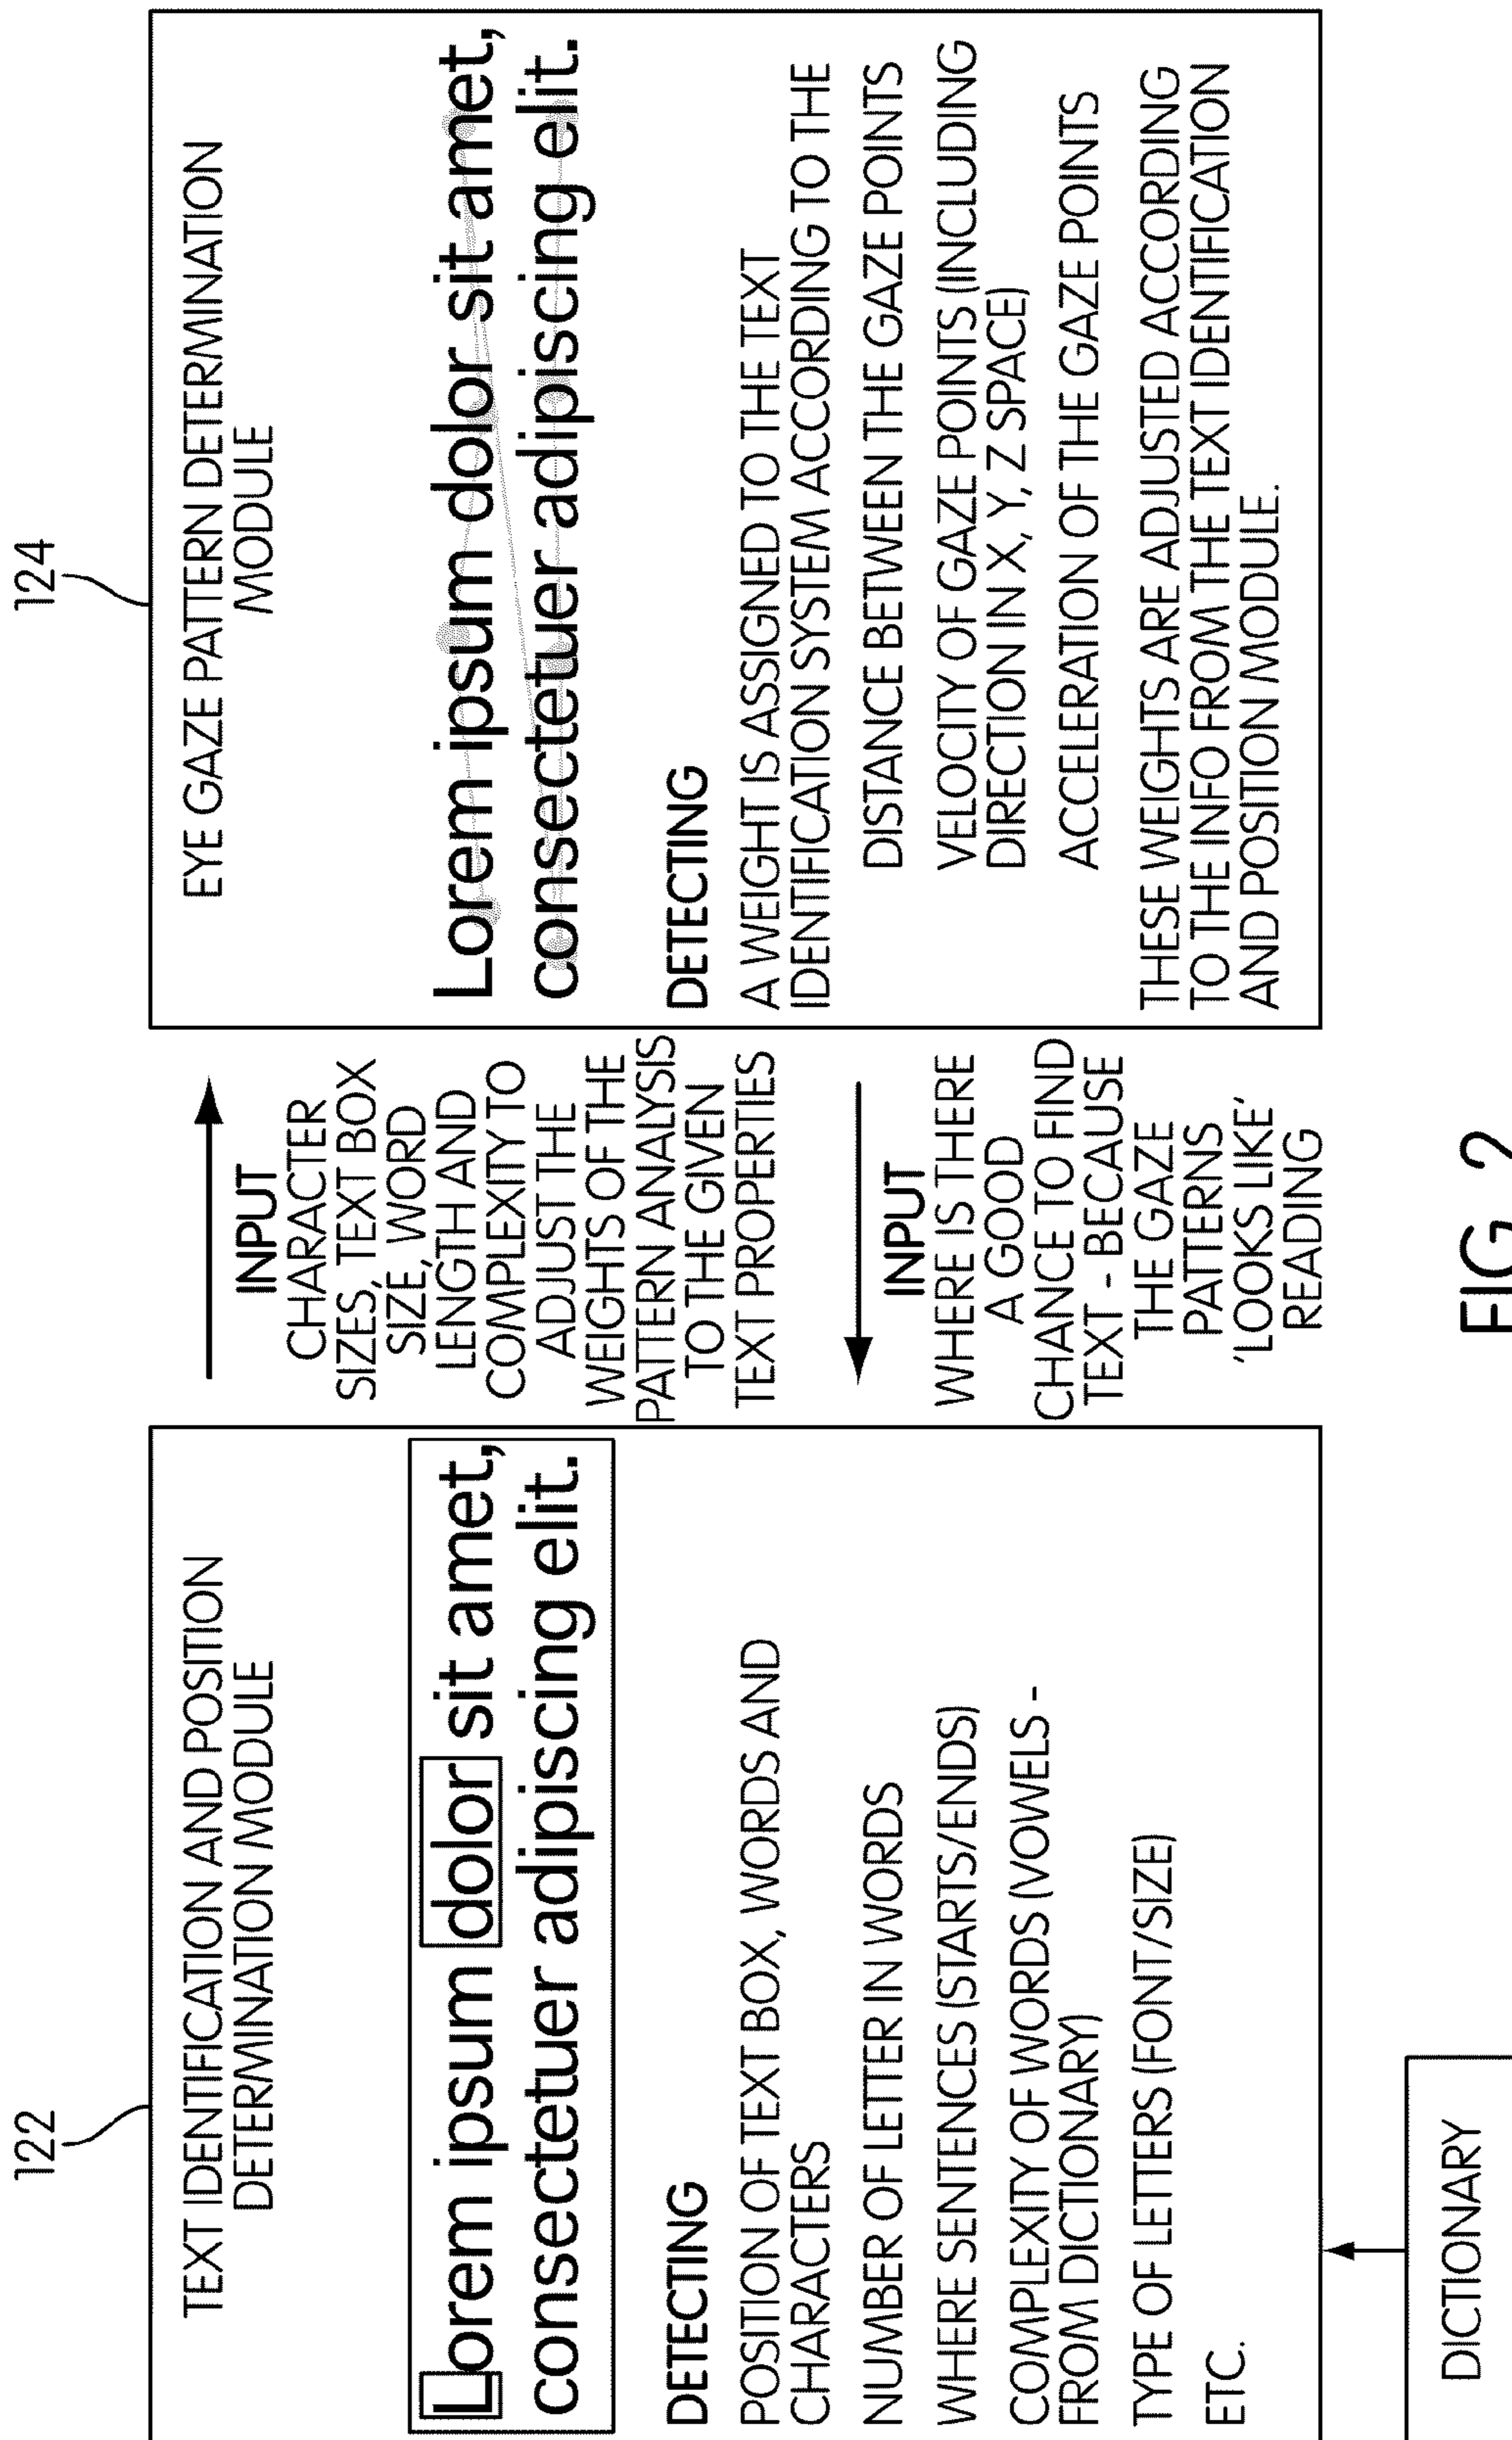 122
TEXT IDENTIFICATION AND POSITION
DETERMINATION MODULE
Lorem ipsum dolor sit amet,
consectetuer adipiscing elit.
DETECTING
POSITION OF TEXT BOX, WORDS AND
CHARACTERS
NUMBER OF LETTER IN WORDS
WHERE SENTENCES (STARTS/ENDS)
COMPLEXITY OF WORDS (VOWELS -
FROM DICTIONARY)
TYPE OF LETTERS (FONT/SIZE)
ETC.
DICTIONARY
INPUT
CHARACTER
SIZES, TEXT BOX
SIZE, WORD
LENGTH AND
COMPLEXITY TO
ADJUST THE
WEIGHTS OF THE
PATTERN ANALYSIS
TO THE GIVEN
TEXT PROPERTIES
INPUT
WHERE IS THERE
A GOOD
CHANCE TO FIND
TEXT - BECAUSE
THE GAZE
PATTERNS
'LOOKS LIKE'
READING
124
EYE GAZE PATTERN DETERMINATION
MODULE
Lorem ipsum dolor sit amet,
consectetuer adipiscing elit.
DETECTING
A WEIGHT IS ASSIGNED TO THE TEXT
IDENTIFICATION SYSTEM ACCORDING TO THE
DISTANCE BETWEEN THE GAZE POINTS
VELOCITY OF GAZE POINTS (INCLUDING
DIRECTION IN X, Y, Z SPACE)
ACCELERATION OF THE GAZE POINTS
THESE WEIGHTS ARE ADJUSTED ACCORDING
TO THE INFO FROM THE TEXT IDENTIFICATION
AND POSITION MODULE.
FIG. 2